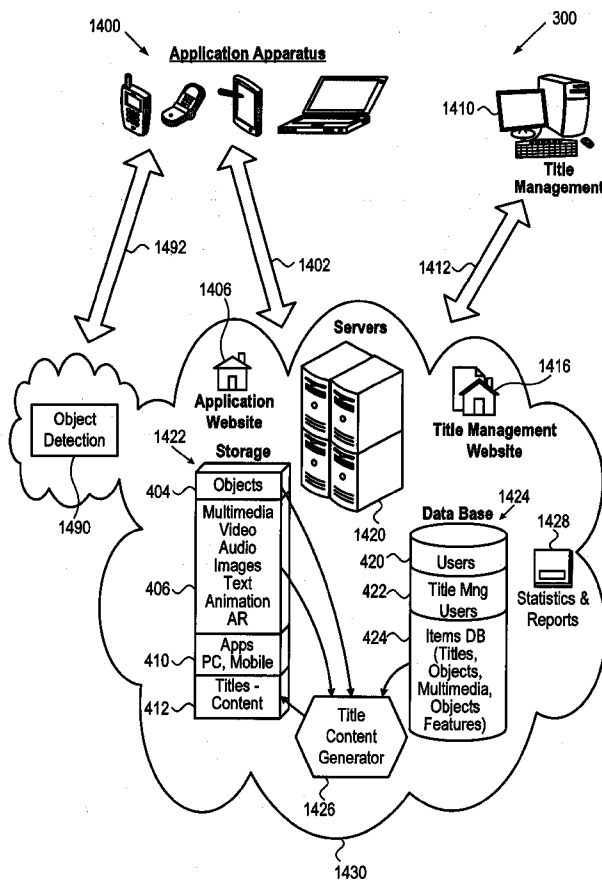 1400
Application Apparatus
300
1410
Title
Management
1492
1402
1412
1406
Servers
1416
Application
Website
Title Management
Website
Object
Detection
1490
1422
Storage
404
Objects
406
Multimedia
Video
Audio
Images
Text
Animation
AR
410
Apps
PC, Mobile
412
Titles -
Content
1420
Data Base
1424
420
Users
422
Title Mng
Users
424
Items DB
(Titles,
Objects,
Multimedia,
Objects
Features)
1428
Statistics &
Reports
Title
Content
Generator
1426
1430